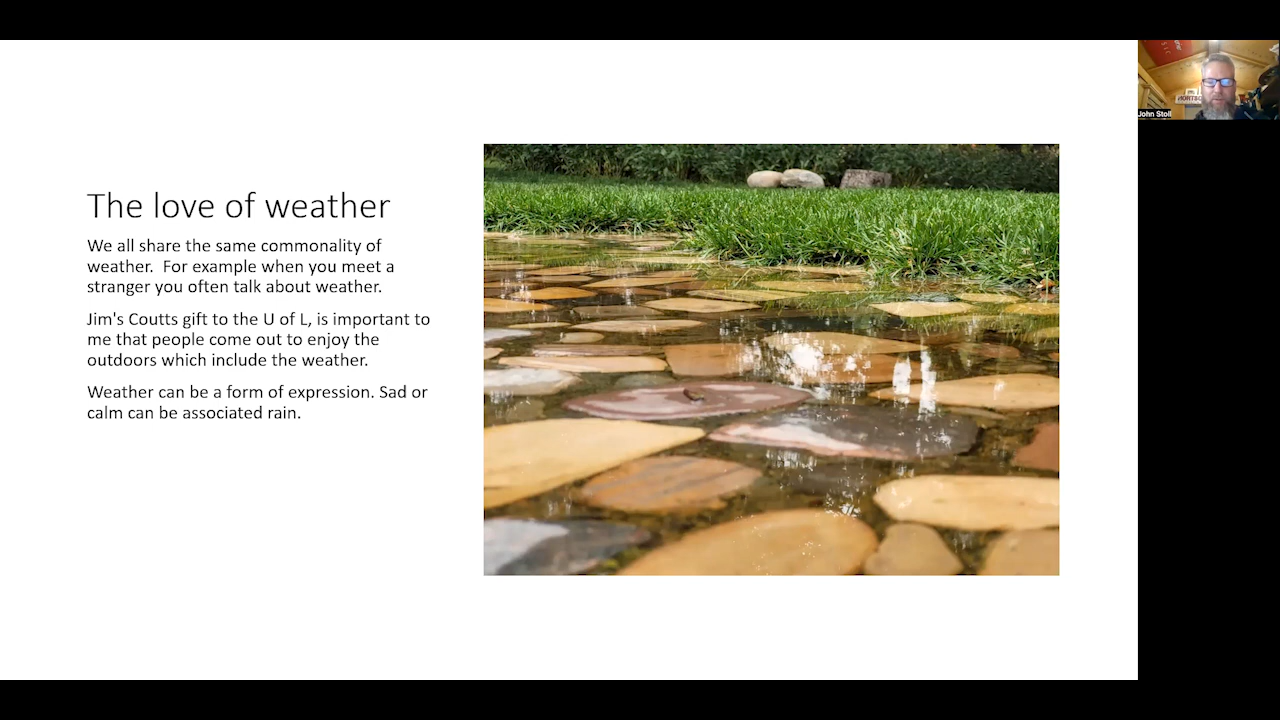 The love of weather
We all share the same commonality of
weather.  For example when you meet a
stranger you often talk about weather.
Jim's Coutts gift to the U of L, is important to
me that people come out to enjoy the
outdoors which include the weather.
Weather can be a form of expression. Sad or
calm can be associated rain.
John Stoll